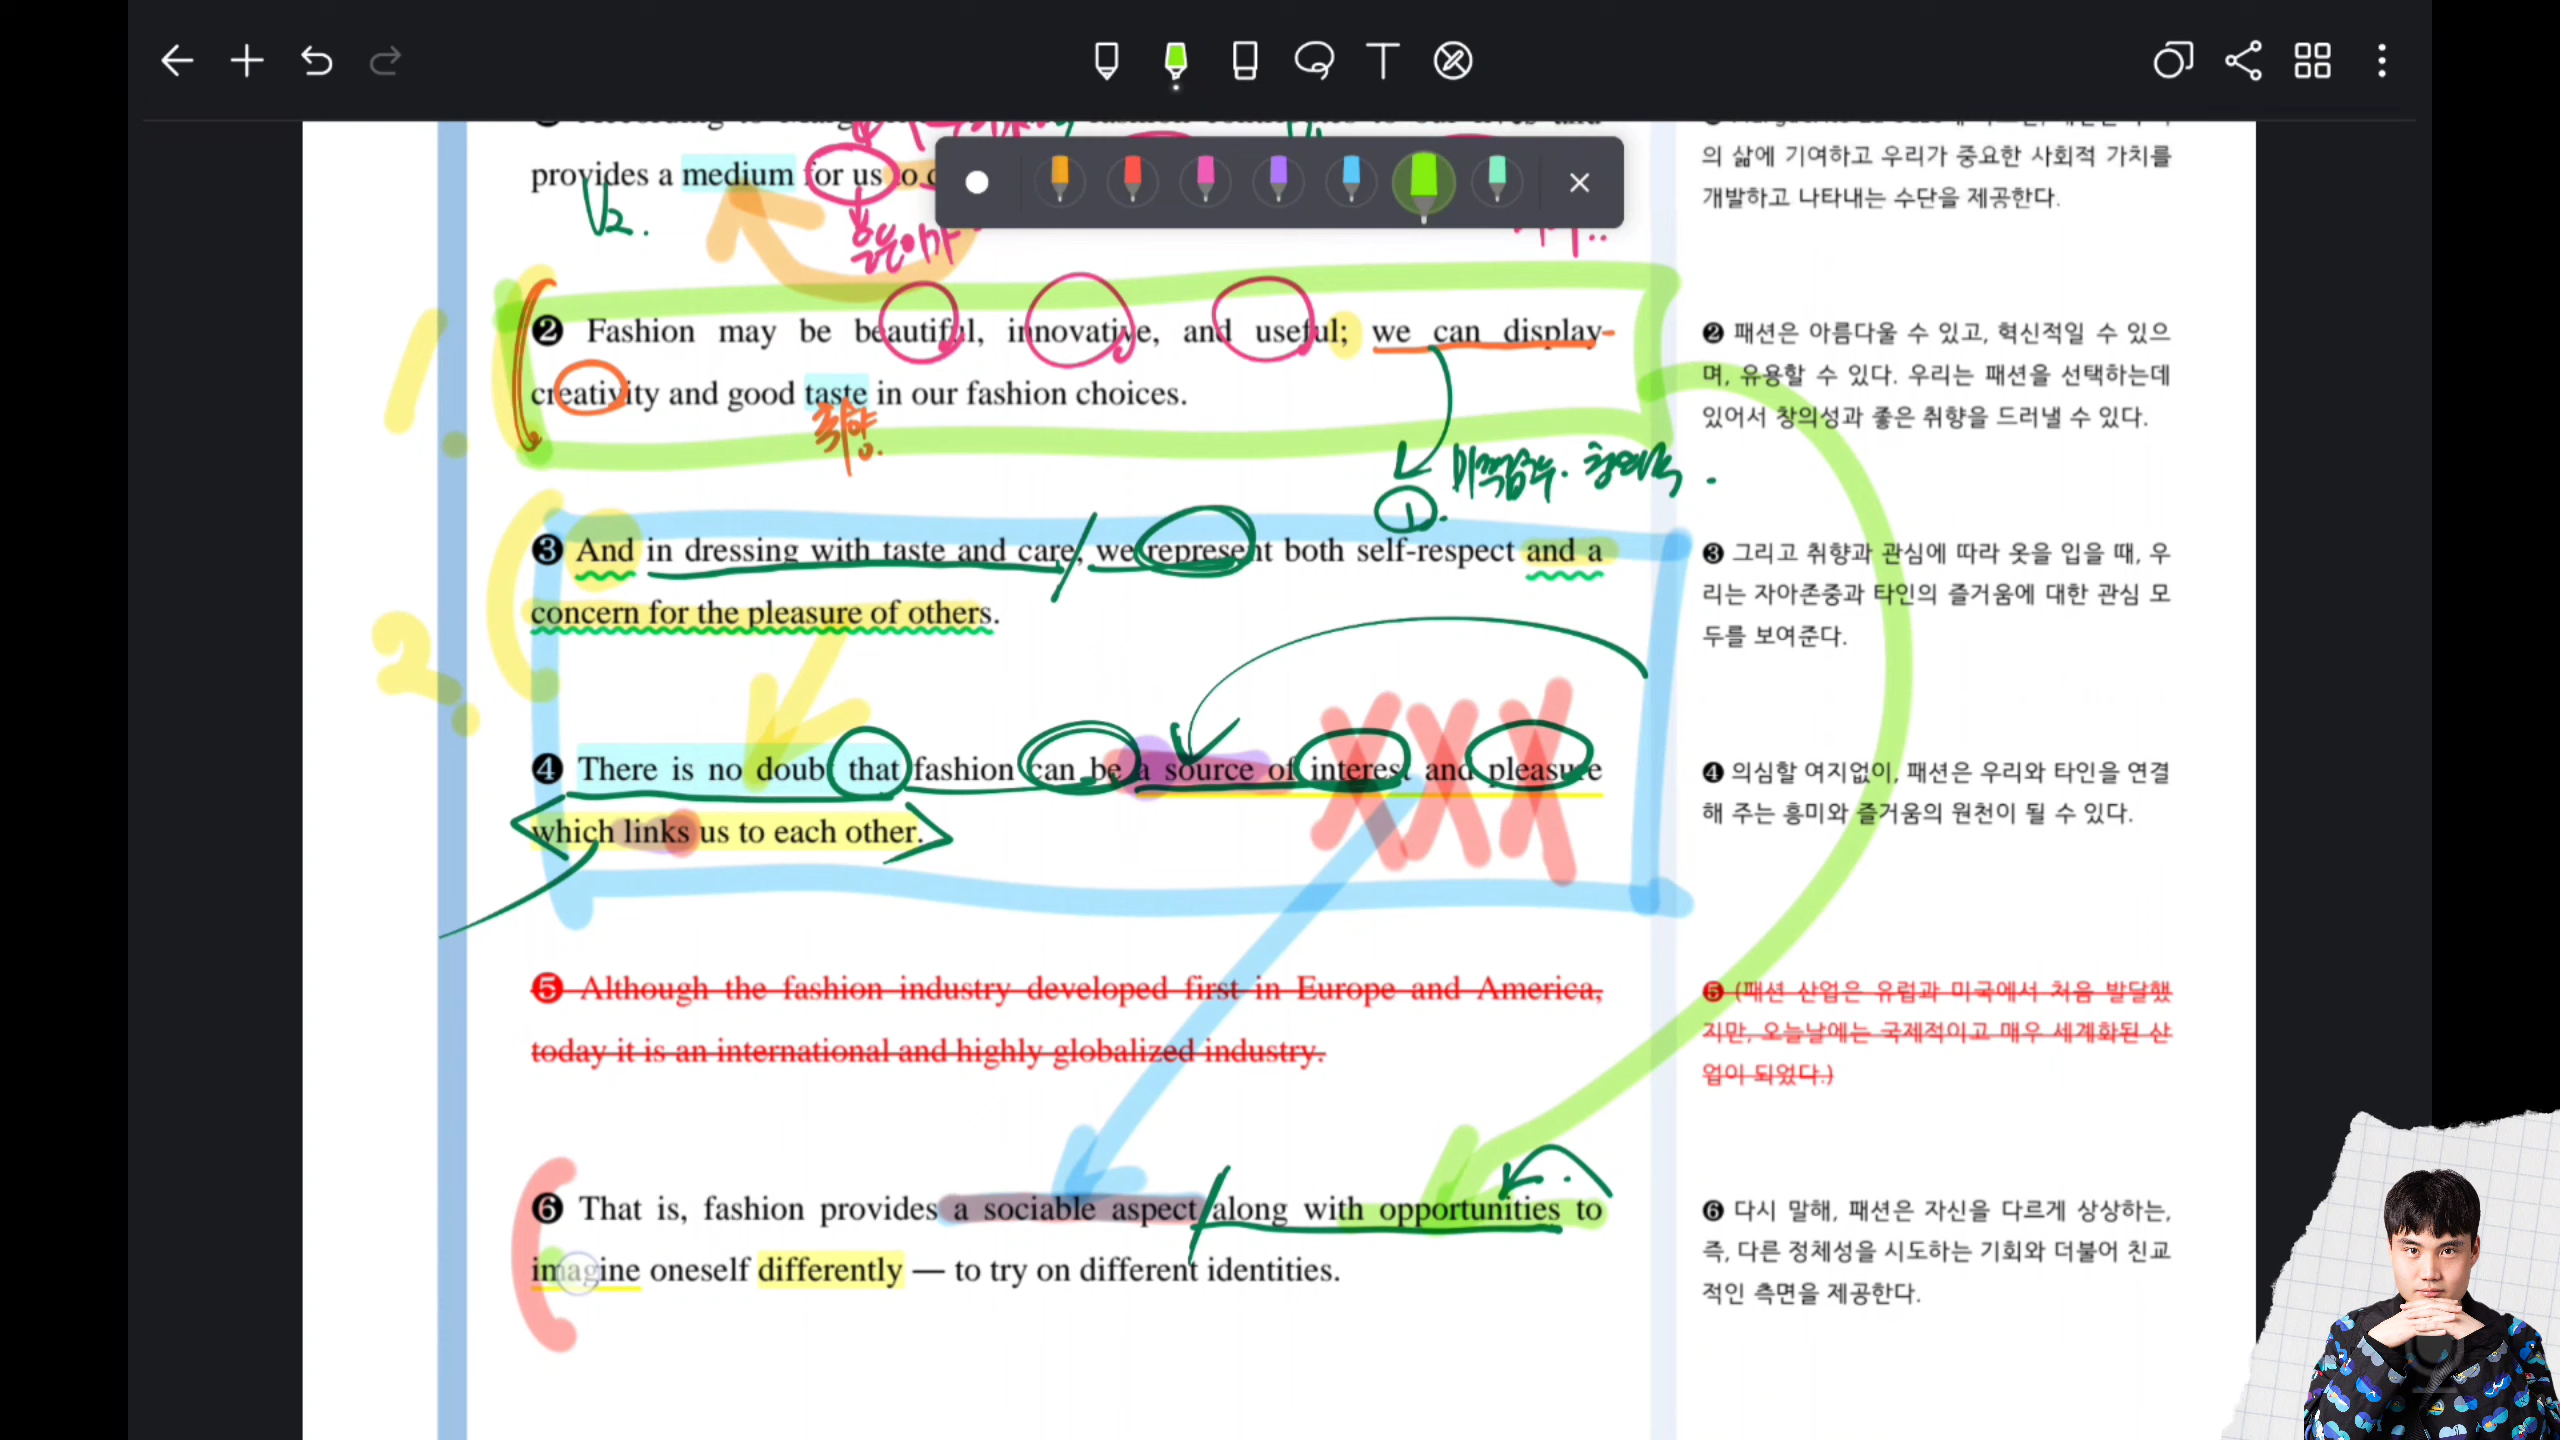 provides a medium for us to
V2.
흥분이가
❷ Fashion may be beautiful, innovative, and useful; we can display
creativity and good taste in our fashion choices.
취향.
1.
① 미적감수. 창의력.
❸ And in dressing with taste and care, we represent both self-respect and a
concern for the pleasure of others.
2.
❹ There is no doubt that fashion can be a source of interest and pleasure
which links us to each other.
❺ Although the fashion industry developed first in Europe and America,
today it is an international and highly globalized industry.
❻ That is, fashion provides a sociable aspect along with opportunities to
imagine oneself differently — to try on different identities.
의 삶에 기여하고 우리가 중요한 사회적 가치를
개발하고 나타내는 수단을 제공한다.
❷ 패션은 아름다울 수 있고, 혁신적일 수 있으
며, 유용할 수 있다. 우리는 패션을 선택하는데
있어서 창의성과 좋은 취향을 드러낼 수 있다.
❸ 그리고 취향과 관심에 따라 옷을 입을 때, 우
리는 자아존중과 타인의 즐거움에 대한 관심 모
두를 보여준다.
❹ 의심할 여지없이, 패션은 우리와 타인을 연결
해 주는 흥미와 즐거움의 원천이 될 수 있다.
❺ (패션 산업은 유럽과 미국에서 처음 발달했
지만, 오늘날에는 국제적이고 매우 세계화된 산
업이 되었다.)
❻ 다시 말해, 패션은 자신을 다르게 상상하는,
즉, 다른 정체성을 시도하는 기회와 더불어 친교
적인 측면을 제공한다.